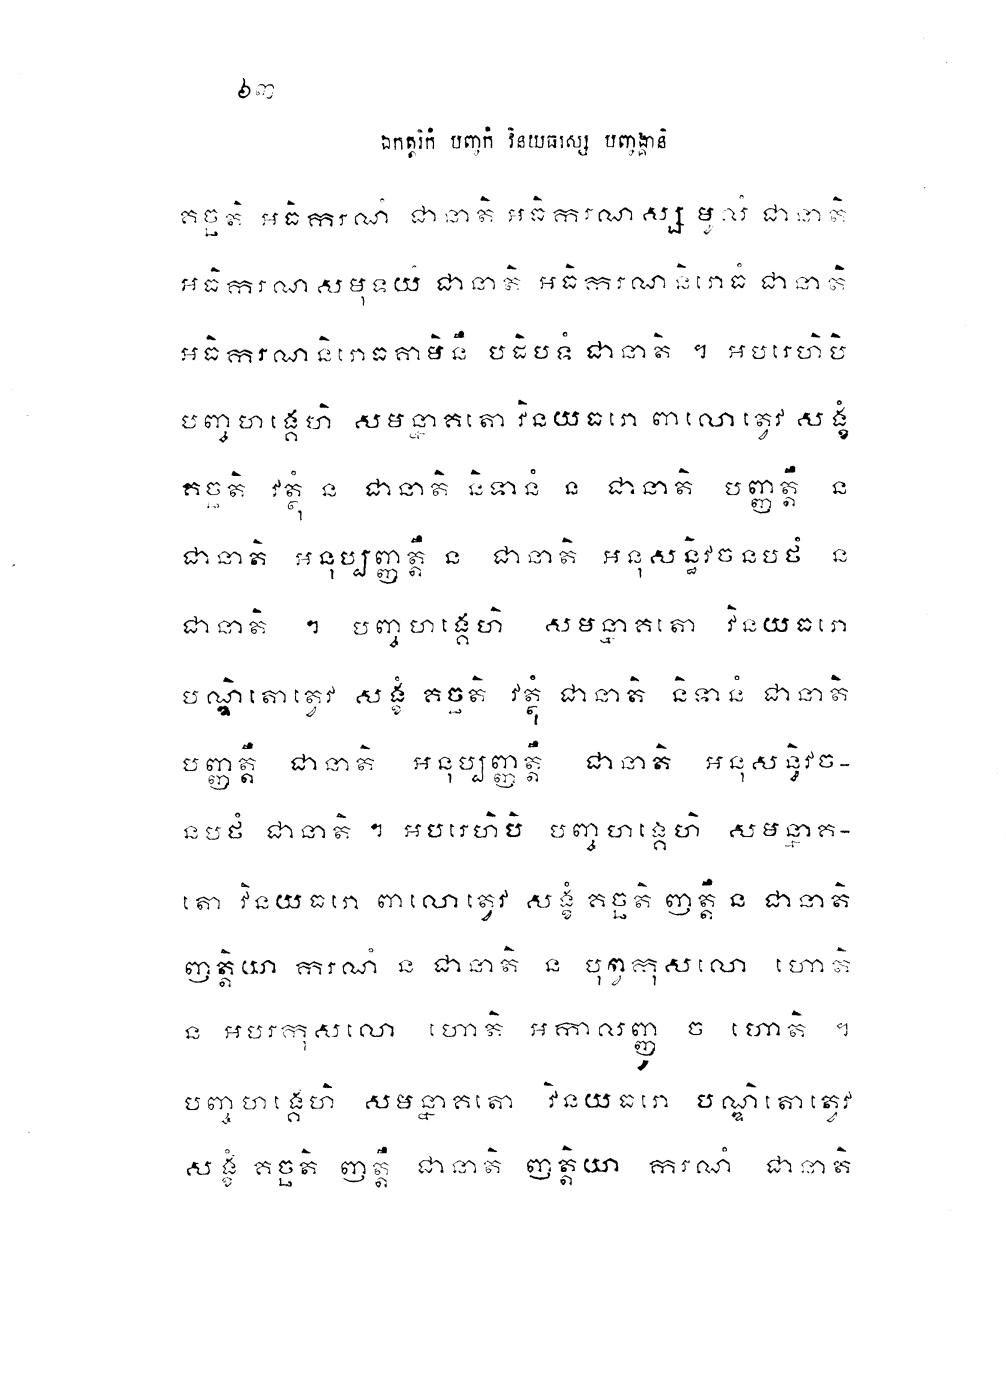 ៦៣
ឯកត្តរិកំ បញ្ចកំ វិនយធរស្ស បញ្ចង្គានិ
គច្ឆតិ អធិករណំ ជានាតិ អធិករណស្ស មូលំ ជានាតិ
អធិករណសមុទយំ ជានាតិ អធិករណនិរោធំ ជានាតិ
អធិករណនិរោធគាមិនឹ បដិបទំ ជានាតិ ។ អបរេហិបិ
បញ្ចហង្គេហិ សមន្នាគតោ វិនយធរោ ពាលោត្វេវ សង្ខំ
គច្ឆតិ វត្ថុំ ន ជានាតិ និទានំ ន ជានាតិ បញ្ញត្តឹ ន
ជានាតិ អនុប្បញ្ញត្តឹ ន ជានាតិ អនុសន្ធិវចនបថំ ន
ជានាតិ ។ បញ្ចហង្គេហិ សមន្នាគតោ វិនយធរោ
បណ្ឌិតោត្វេវ សង្ខំ គច្ឆតិ វត្ថុំ ជានាតិ និទានំ ជានាតិ
បញ្ញត្តឹ ជានាតិ អនុប្បញ្ញត្តឹ ជានាតិ អនុសន្ធិវច-
នបថំ ជានាតិ ។ អបរេហិបិ បញ្ចហង្គេហិ សមន្នាគ-
តោ វិនយធរោ ពាលោត្វេវ សង្ខំ គច្ឆតិ ញត្តឹ ន ជានាតិ
ញត្តិយា ករណំ ន ជានាតិ ន បុព្វកុសលោ ហោតិ
ន អបរកុសលោ ហោតិ អកាលញ្ញូ ច ហោតិ ។
បញ្ចហង្គេហិ សមន្នាគតោ វិនយធរោ បណ្ឌិតោត្វេវ
សង្ខំ គច្ឆតិ ញត្តឹ ជានាតិ ញត្តិយា ករណំ ជានាតិ